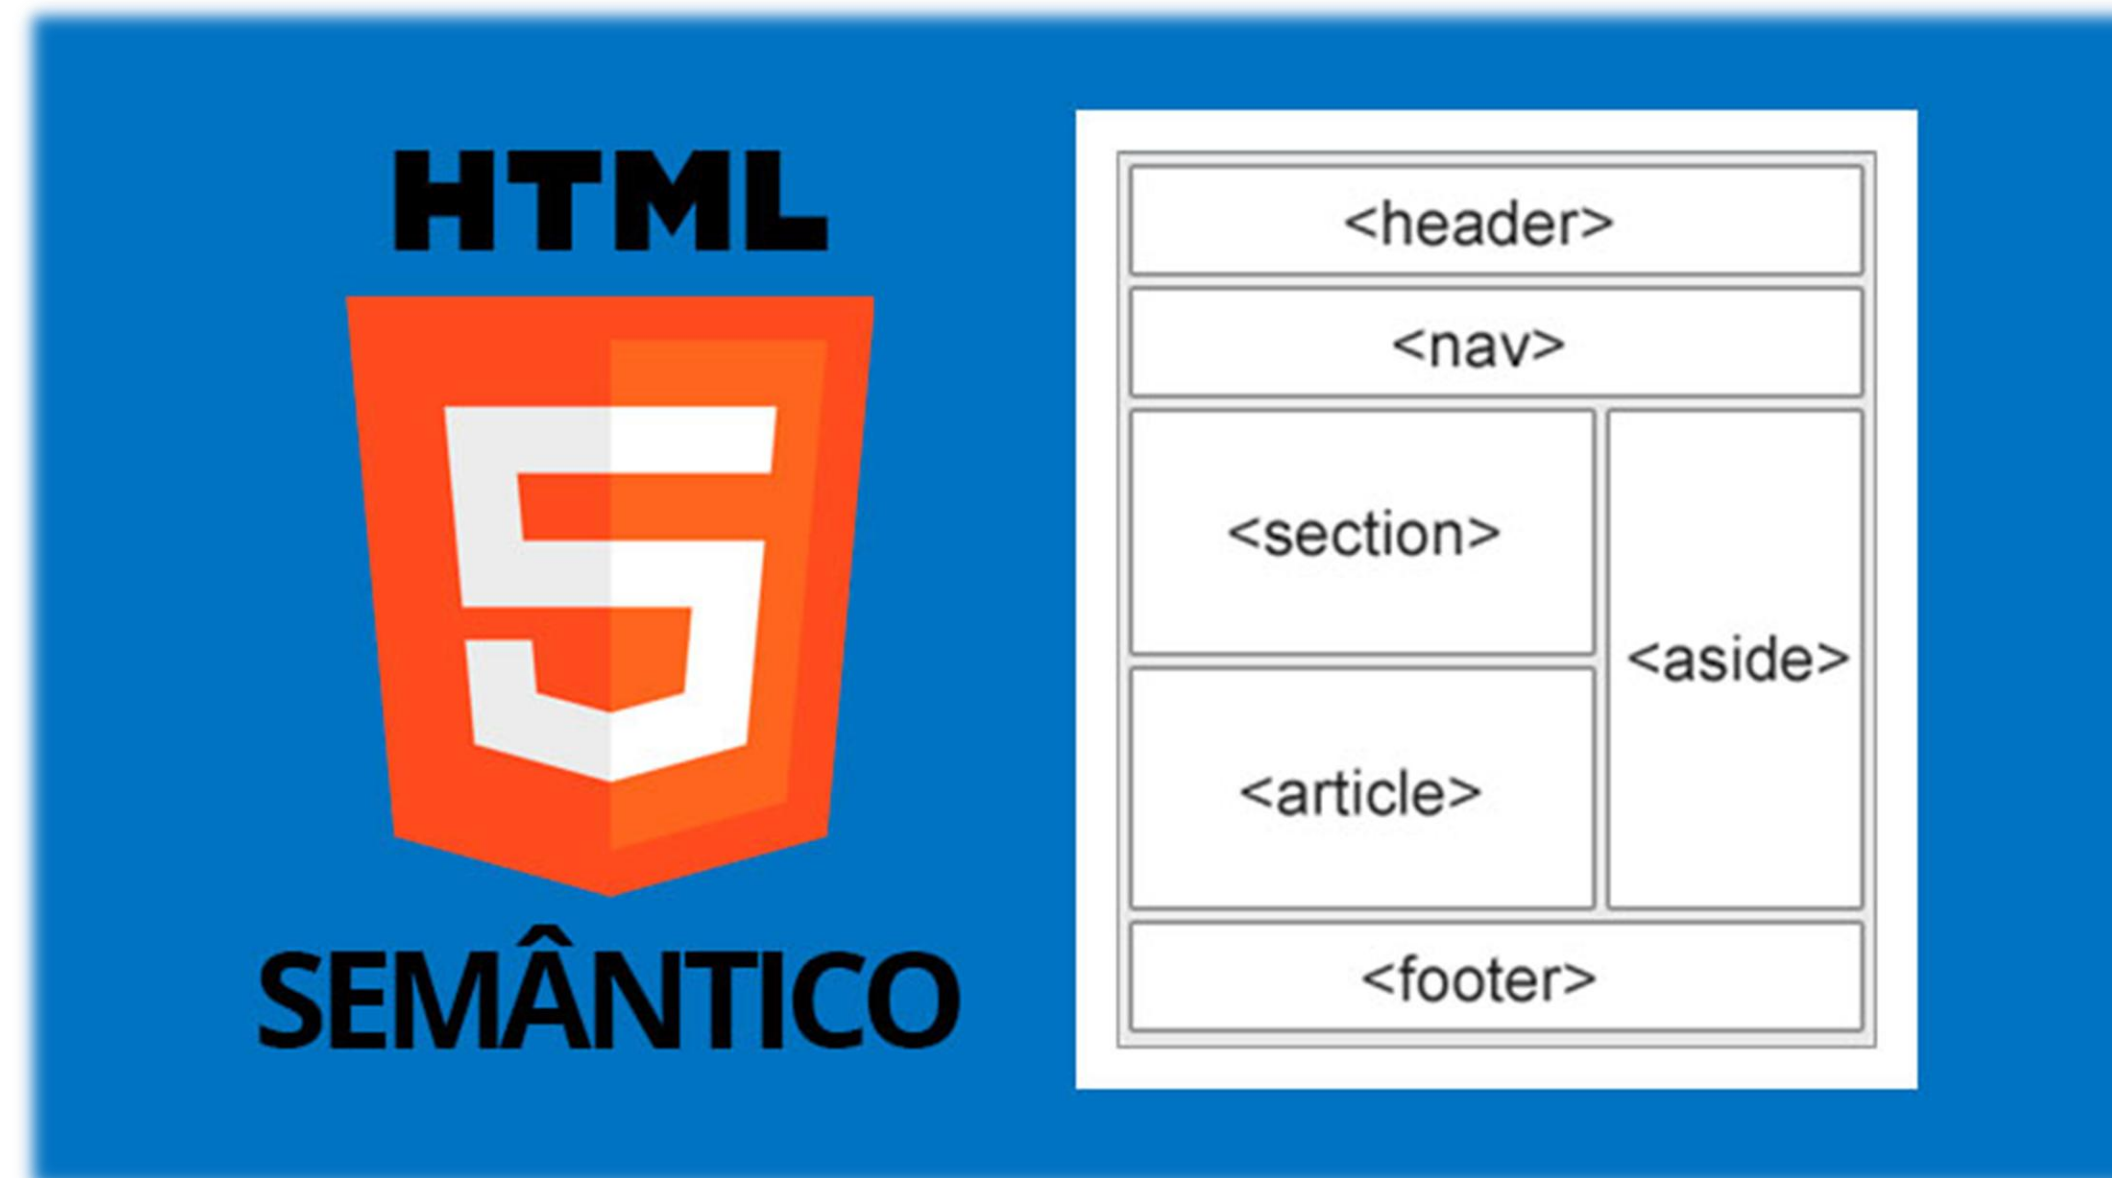 HTML
5
SEMÂNTICO
<header>
<nav>
<section>
<aside>
<article>
<footer>